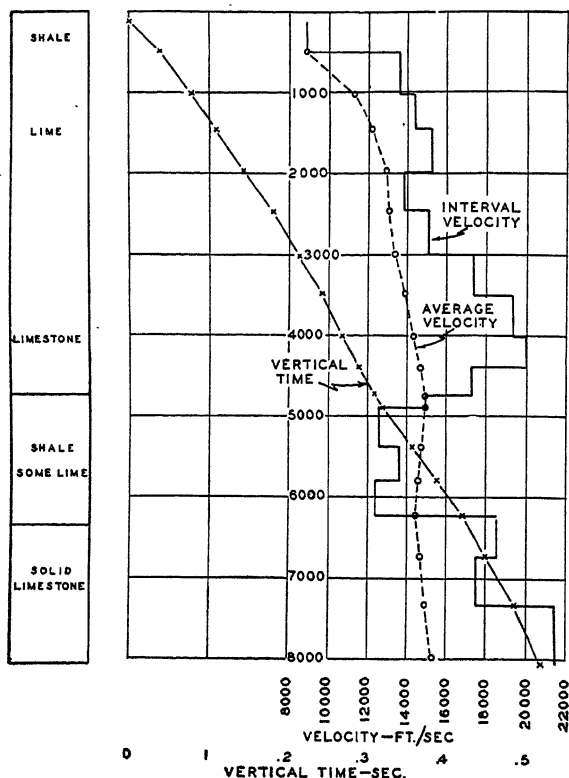 SHALE
LIME
LIMESTONE
SHALE
SOME LIME
SOLID
LIMESTONE
1000
2000
3000
4000
5000
6000
7000
8000
INTERVAL
VELOCITY
AVERAGE
VELOCITY
VERTICAL
TIME
8000
10000
12000
14000
16000
18000
20000
22000
VELOCITY—FT./SEC
0 .1 .2 .3 .4 .5
VERTICAL TIME—SEC.